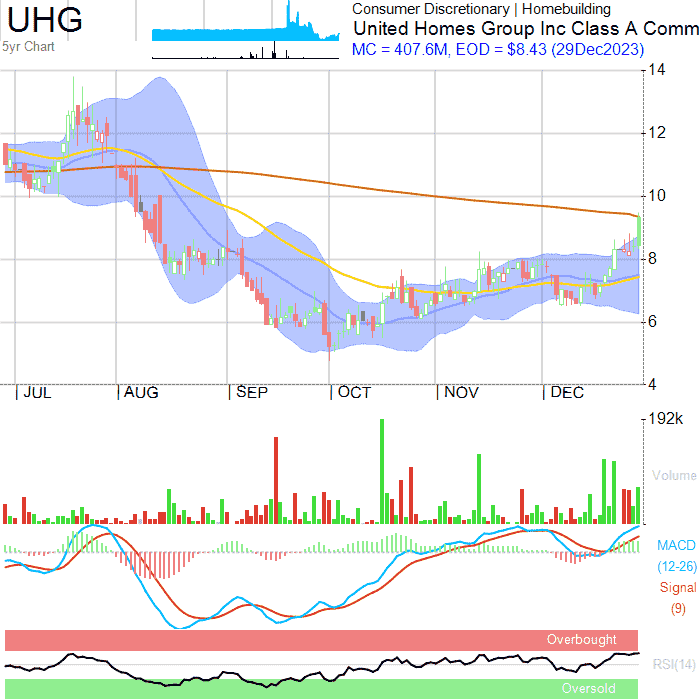 UHG
5yr Chart
Consumer Discretionary | Homebuilding
United Homes Group Inc Class A Comm
MC = 407.6M, EOD = $8.43 (29Dec2023)
14
12
10
8
6
4
JUL AUG SEP OCT NOV DEC
192k
Volume
MACD
(12-26)
Signal
(9)
Overbought
RSI(14)
Oversold